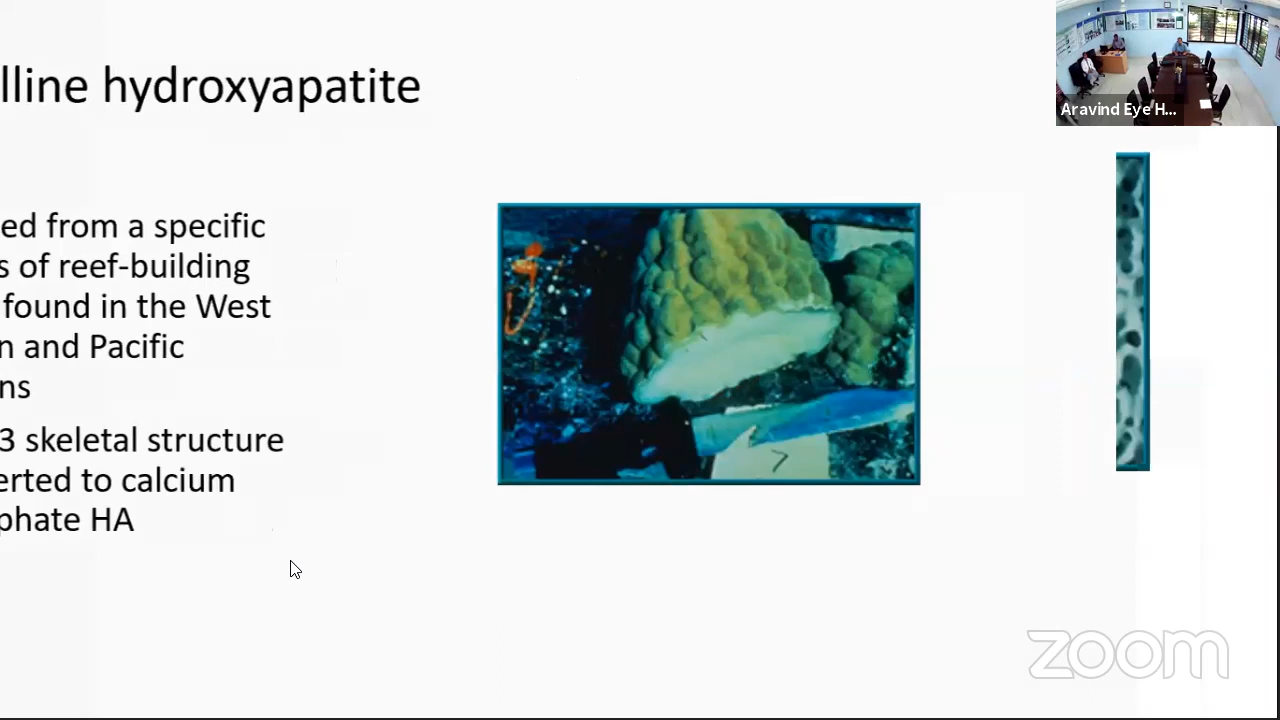 lline hydroxyapatite
Aravind Eye H...
ed from a specific
s of reef-building
found in the West
n and Pacific
ns
3 skeletal structure
erted to calcium
phate HA
7
zoom